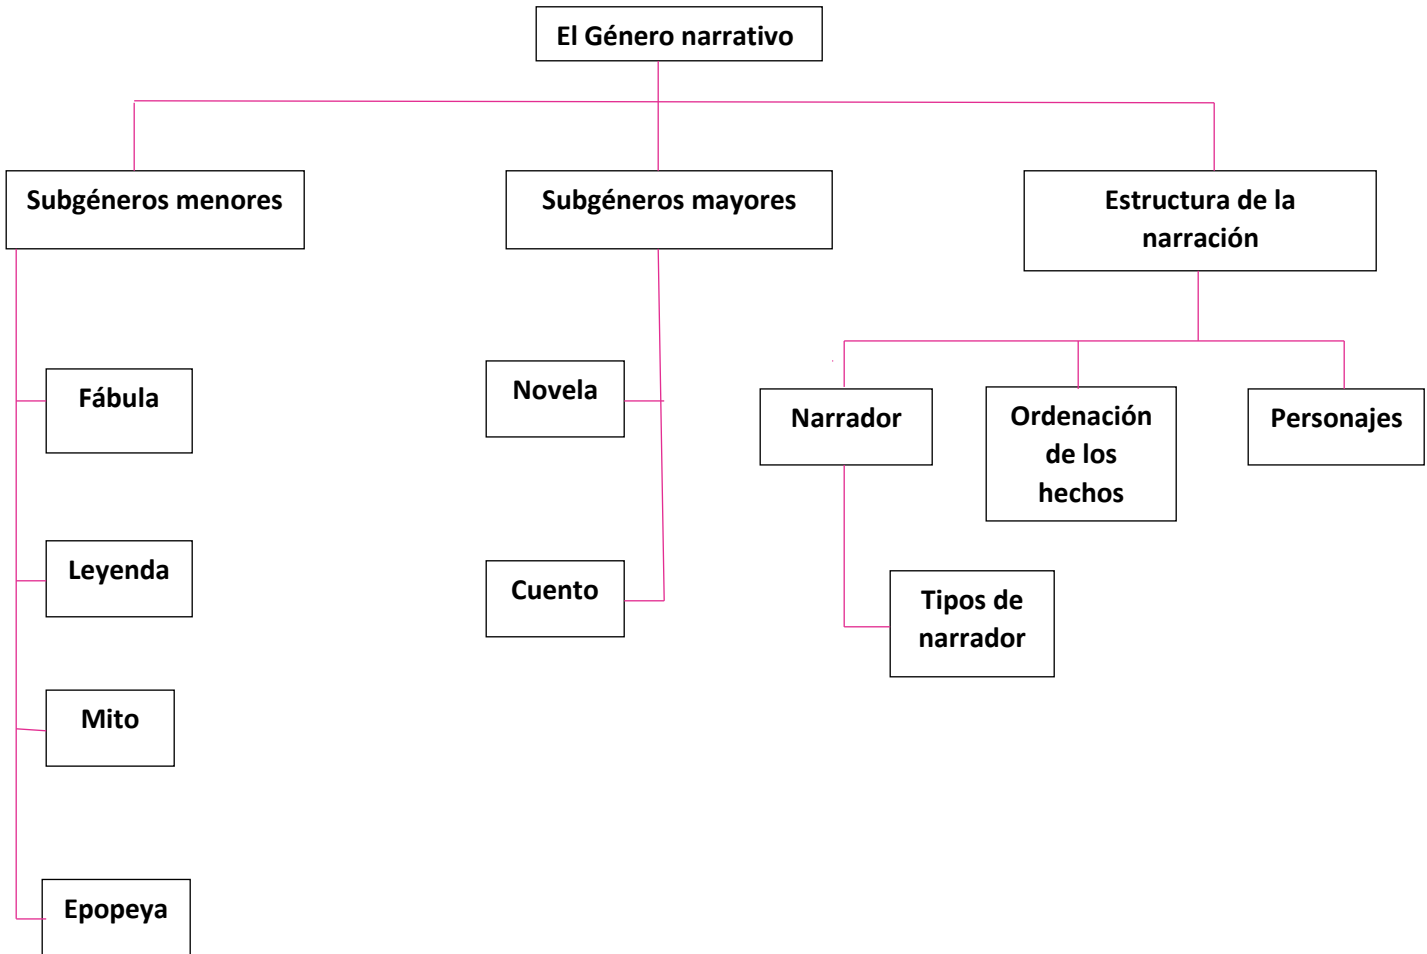 El Género narrativo
Subgéneros menores
Subgéneros mayores
Estructura de la
narración
Fábula
Leyenda
Mito
Epopeya
Novela
Cuento
Narrador
Ordenación
de los
hechos
Personajes
Tipos de
narrador